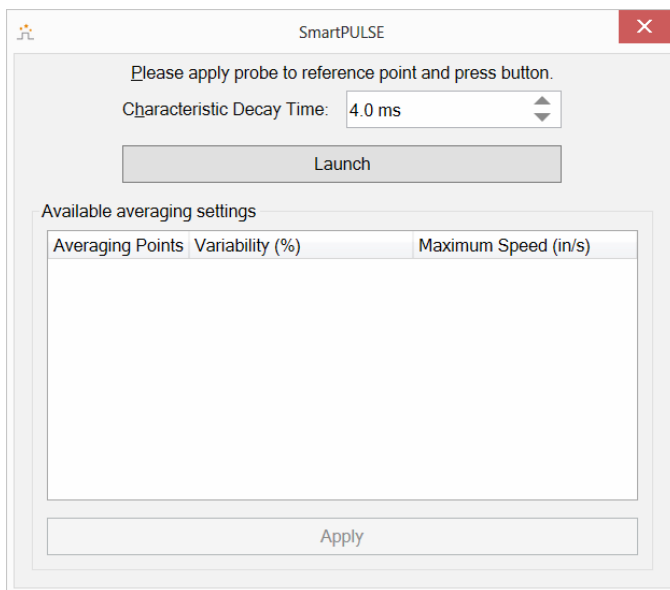 SmartPULSE
Please apply probe to reference point and press button.
Characteristic Decay Time: 4.0 ms
Launch
Available averaging settings
Averaging Points Variability (%) Maximum Speed (in/s)
Apply